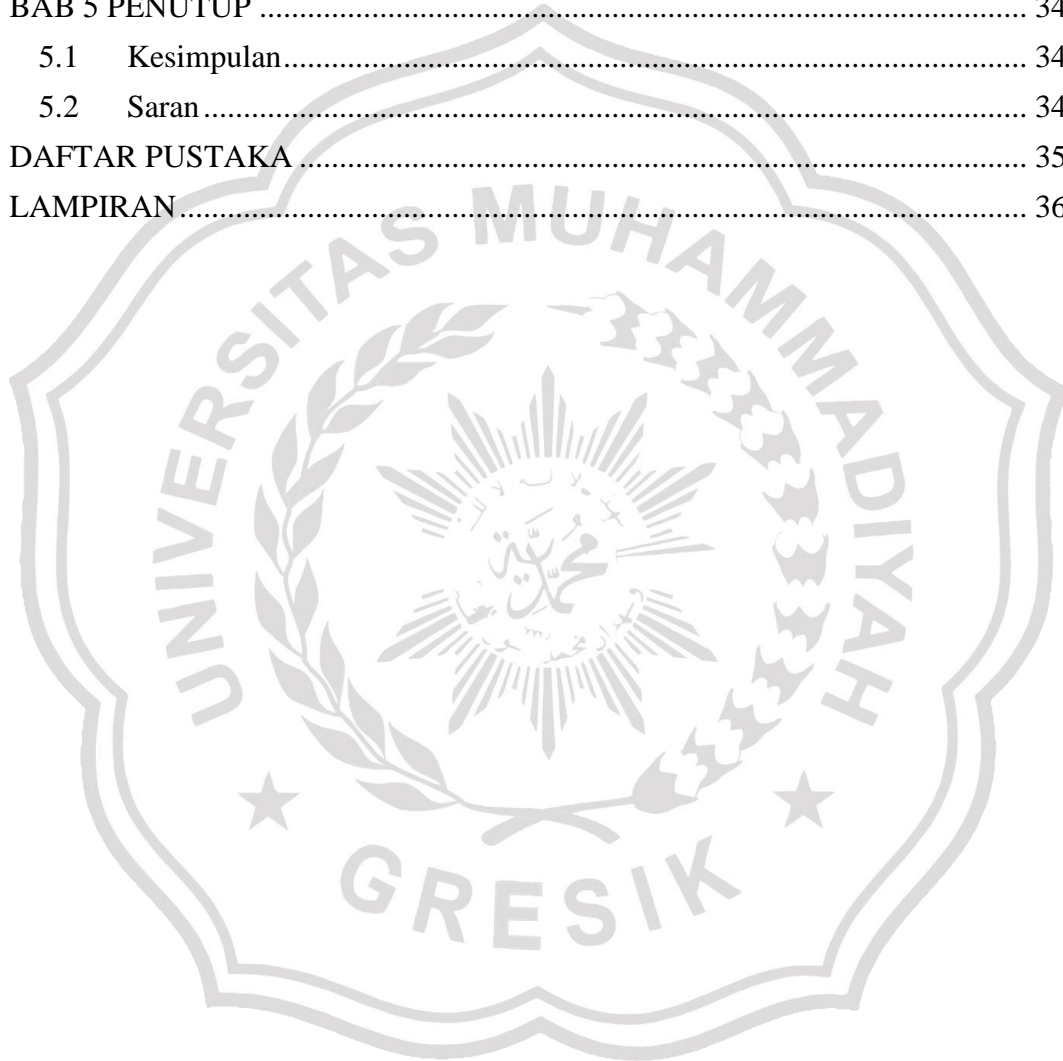 BAB 5 PENUTUP ................................................................................. 34
5.1 Kesimpulan.............................................................................. 34
5.2 Saran ....................................................................................... 34
DAFTAR PUSTAKA ............................................................................. 35
LAMPIRAN.......................................................................................... 36
UNIVERSITAS MUHAMMADIYAH
محمدية
GRESIK